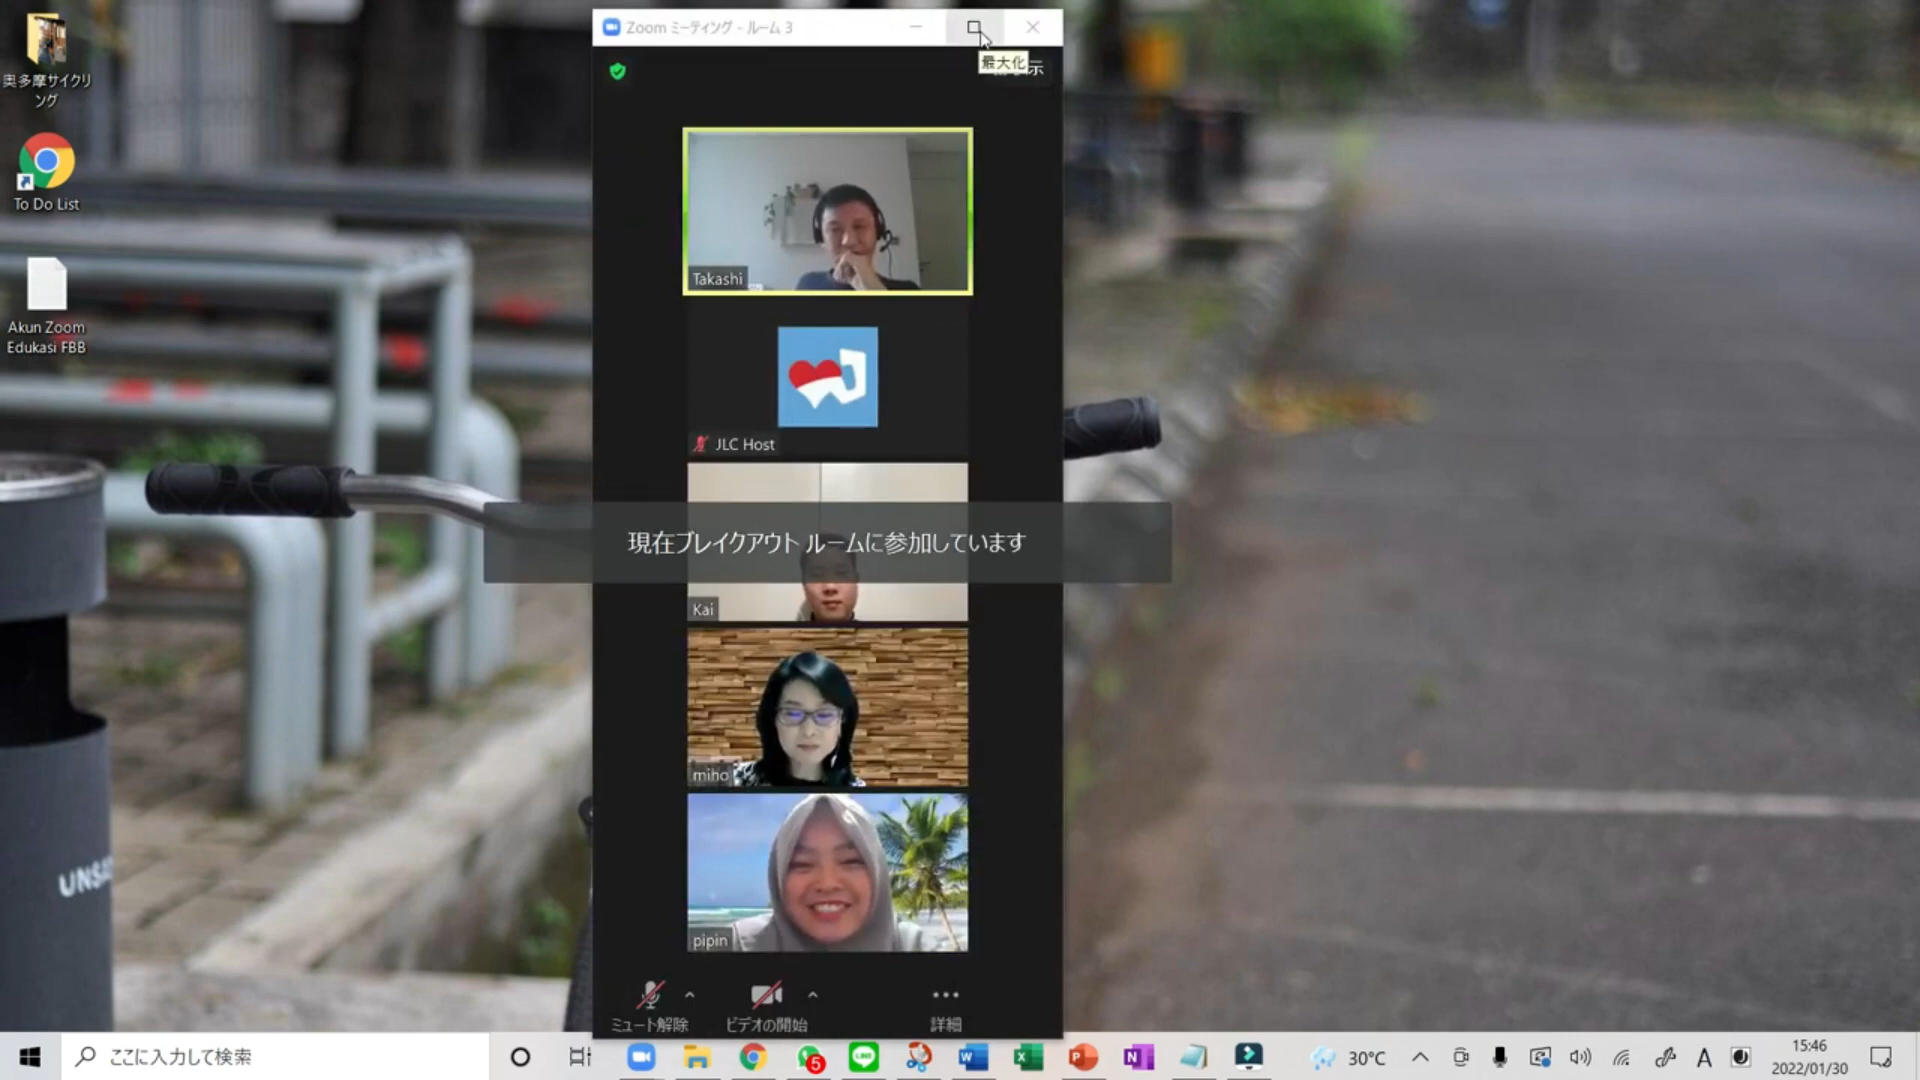 奥多摩サイクリ
ング
To Do List
Akun Zoom
Edukasi FBB
Zoom ミーティング - ルーム 3
最大化
示
Takashi
JLC Host
現在ブレイクアウト ルームに参加しています
Kai
miho
pipin
ミュート解除
ビデオの開始
詳細
UNSA
ここに入力して検索
5
LINE
30°C
A
15:46
2022/01/30